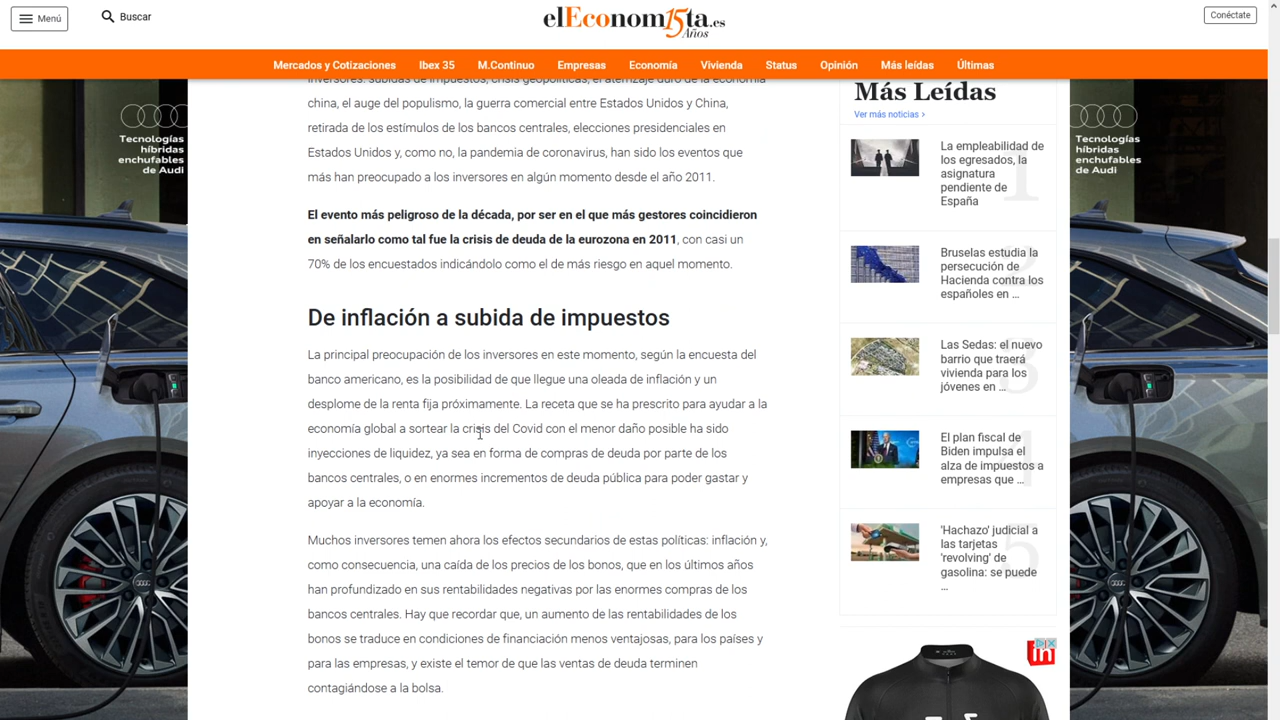 Menú
Buscar
elEconom15ta.es
Años
Conéctate
Mercados y Cotizaciones Ibex 35 M.Continuo Empresas Economía Vivienda Status Opinión Más leídas Últimas
Tecnologías
híbridas
enchufables
de Audi
inversores: subidas de impuestos, crisis geopolíticas, el aterrizaje duro de la economía
china, el auge del populismo, la guerra comercial entre Estados Unidos y China,
retirada de los estímulos de los bancos centrales, elecciones presidenciales en
Estados Unidos y, como no, la pandemia de coronavirus, han sido los eventos que
más han preocupado a los inversores en algún momento desde el año 2011.
El evento más peligroso de la década, por ser en el que más gestores coincidieron
en señalarlo como tal fue la crisis de deuda de la eurozona en 2011, con casi un
70% de los encuestados indicándolo como el de más riesgo en aquel momento.
De inflación a subida de impuestos
La principal preocupación de los inversores en este momento, según la encuesta del
banco americano, es la posibilidad de que llegue una oleada de inflación y un
desplome de la renta fija próximamente. La receta que se ha prescrito para ayudar a la
economía global a sortear la crisis del Covid con el menor daño posible ha sido
inyecciones de liquidez, ya sea en forma de compras de deuda por parte de los
bancos centrales, o en enormes incrementos de deuda pública para poder gastar y
apoyar a la economía.
Muchos inversores temen ahora los efectos secundarios de estas políticas: inflación y,
como consecuencia, una caída de los precios de los bonos, que en los últimos años
han profundizado en sus rentabilidades negativas por las enormes compras de los
bancos centrales. Hay que recordar que, un aumento de las rentabilidades de los
bonos se traduce en condiciones de financiación menos ventajosas, para los países y
para las empresas, y existe el temor de que las ventas de deuda terminen
contagiándose a la bolsa.
Más Leídas
Ver más noticias >
1
La empleabilidad de
los egresados, la
asignatura
pendiente de
España
2
Bruselas estudia la
persecución de
Hacienda contra los
españoles en ...
3
Las Sedas: el nuevo
barrio que traerá
vivienda para los
jóvenes en ...
4
El plan fiscal de
Biden impulsa el
alza de impuestos a
empresas que ...
5
'Hachazo' judicial a
las tarjetas
'revolving' de
gasolina: se puede
...
in
Tecnologías
híbridas
enchufables
de Audi